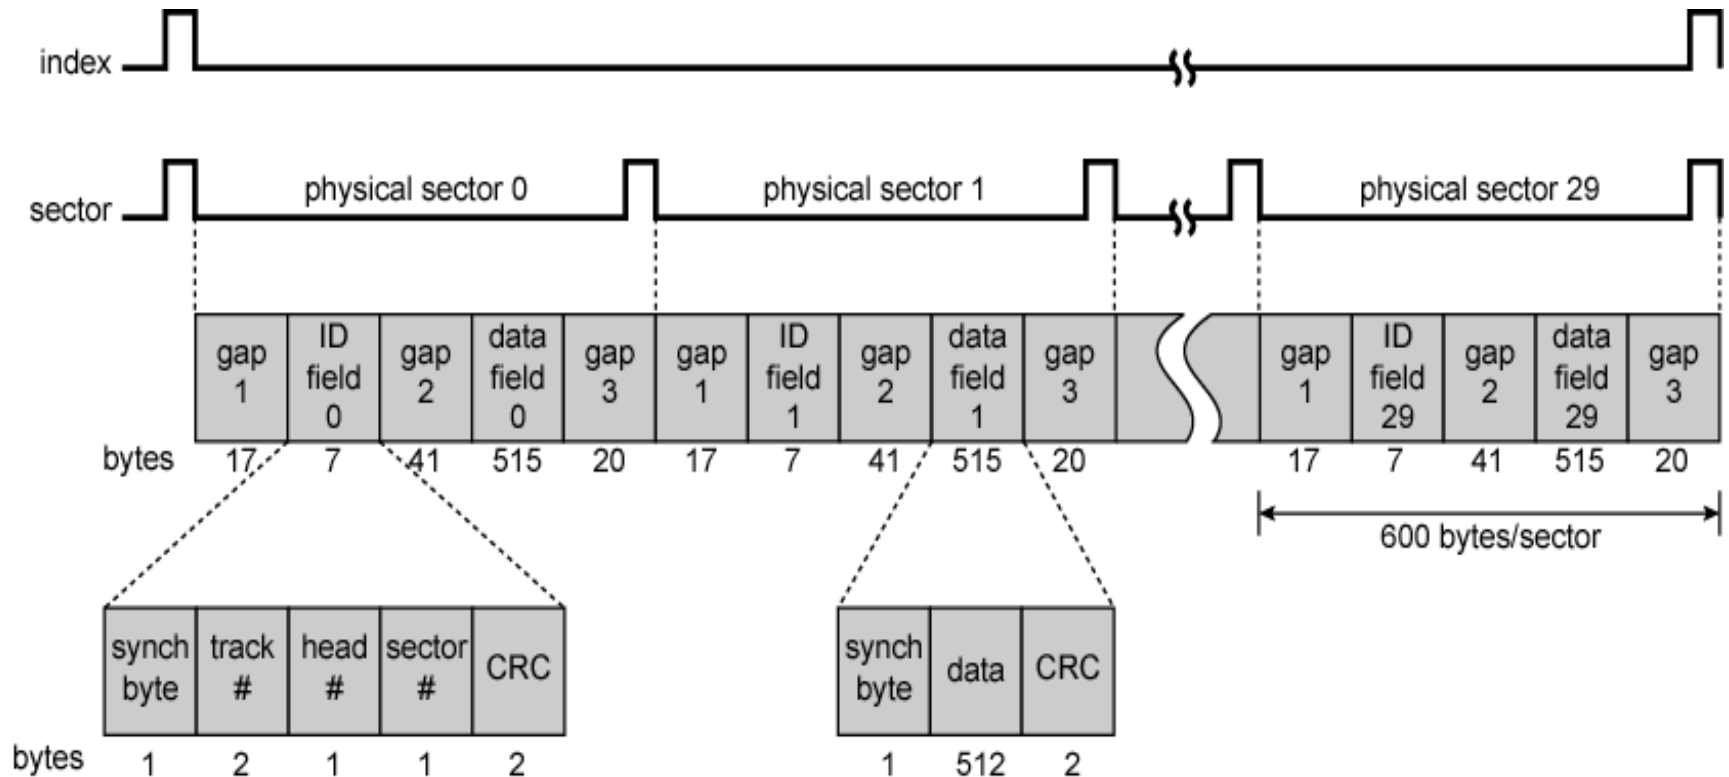 index
sector
physical sector 0
physical sector 1
physical sector 29
gap 1
ID field 0
gap 2
data field 0
gap 3
gap 1
ID field 1
gap 2
data field 1
gap 3
gap 1
ID field 29
gap 2
data field 29
gap 3
bytes 17 7 41 515 20 17 7 41 515 20 17 7 41 515 20
600 bytes/sector
synch byte
track #
head #
sector #
CRC
synch byte
data
CRC
bytes 1 2 1 1 2 1 512 2